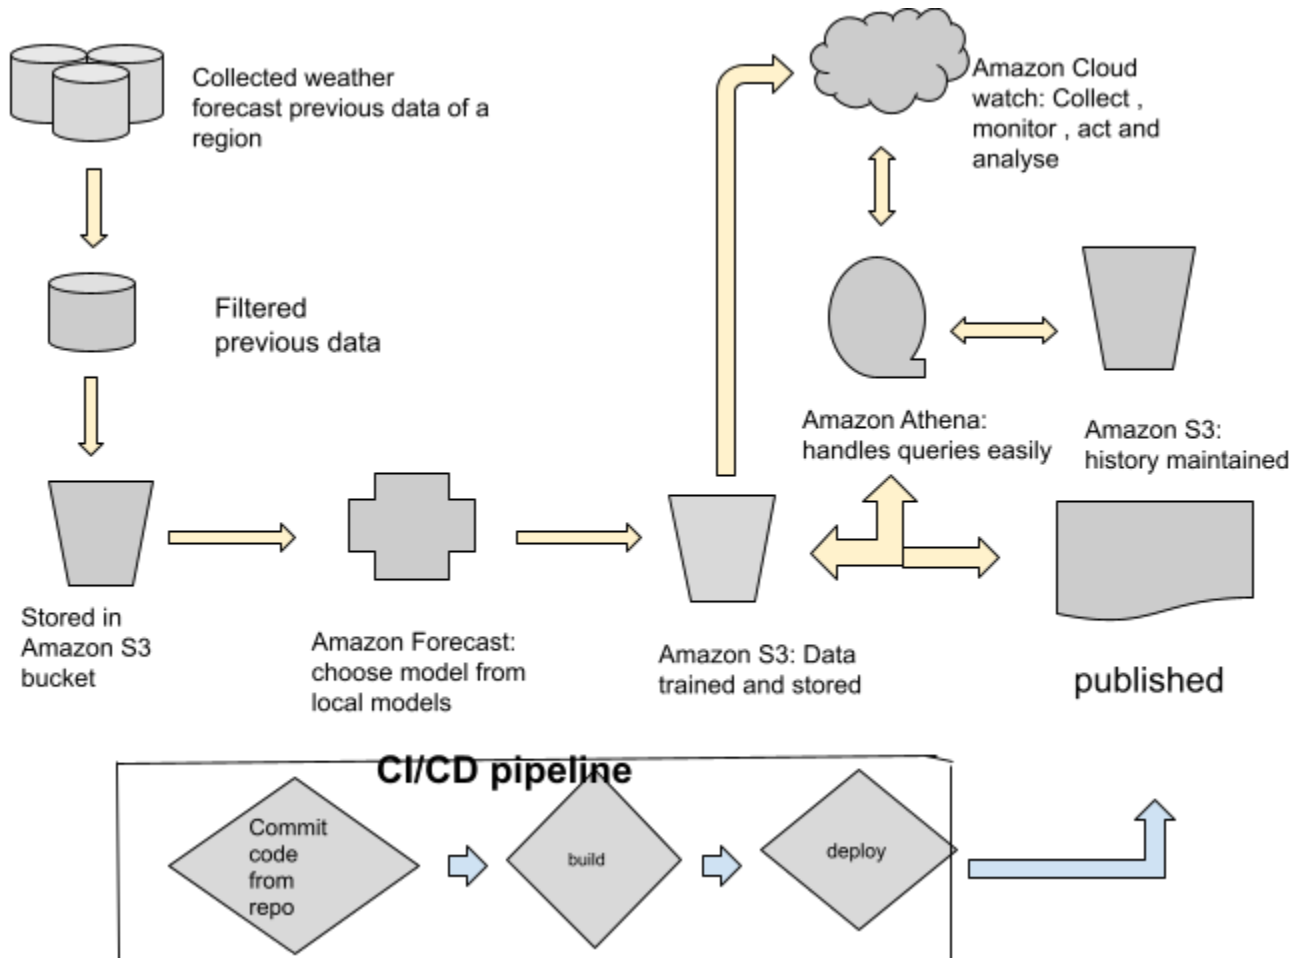 Collected weather
forecast previous data of a
region
Amazon Cloud
watch: Collect ,
monitor , act and
analyse
Filtered
previous data
Amazon Athena:
handles queries easily
Amazon S3:
history maintained
Stored in
Amazon S3
bucket
Amazon Forecast:
choose model from
local models
Amazon S3: Data
trained and stored
published
CI/CD pipeline
Commit
code
from
repo
build
deploy